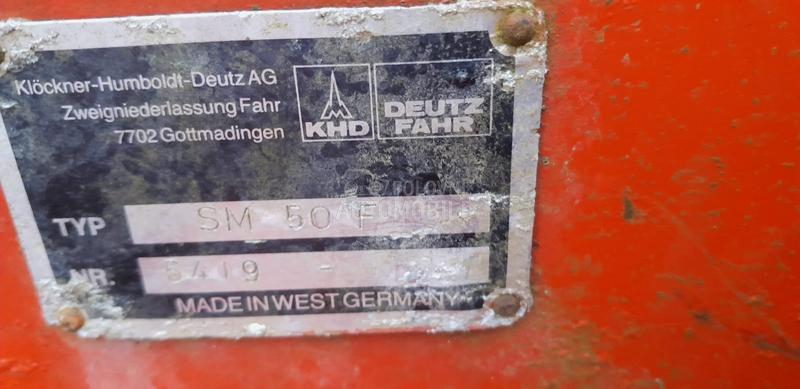 Klöckner-Humboldt-Deutz AG
Zweigniederlassung Fahr
7702 Gottmadingen
KHD
DEUTZ
FAHR
TYP SM 50 F
NR.
MADE IN WEST GERMANY